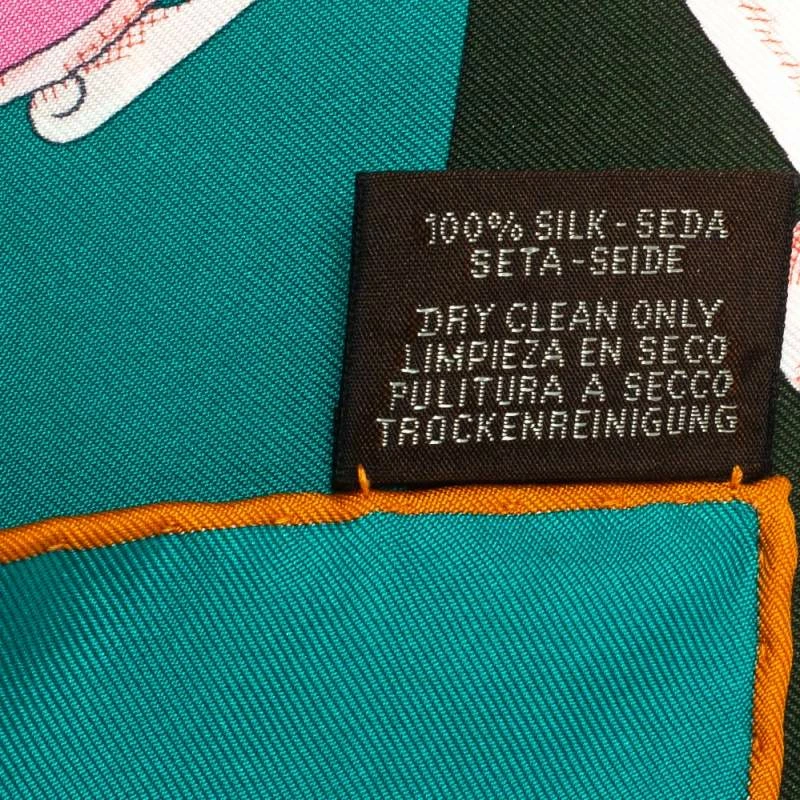 100% SILK-SEDA
SETA-SEIDE
DRY CLEAN ONLY
LIMPIEZA EN SECO
PULITURA A SECCO
TROCKENREINIGUNG